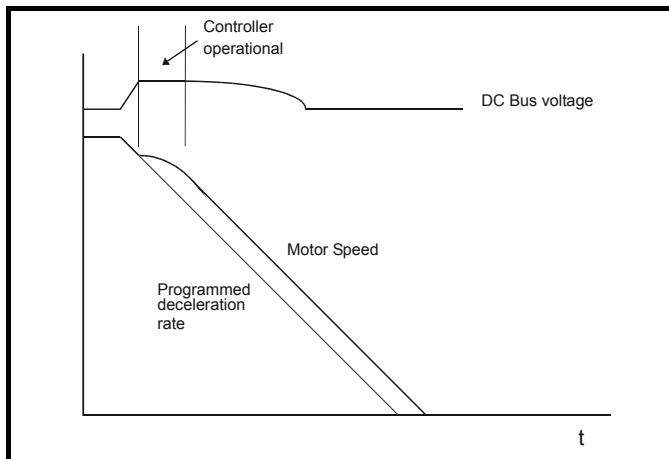 Controller
operational
DC Bus voltage
Motor Speed
Programmed
deceleration
rate
t